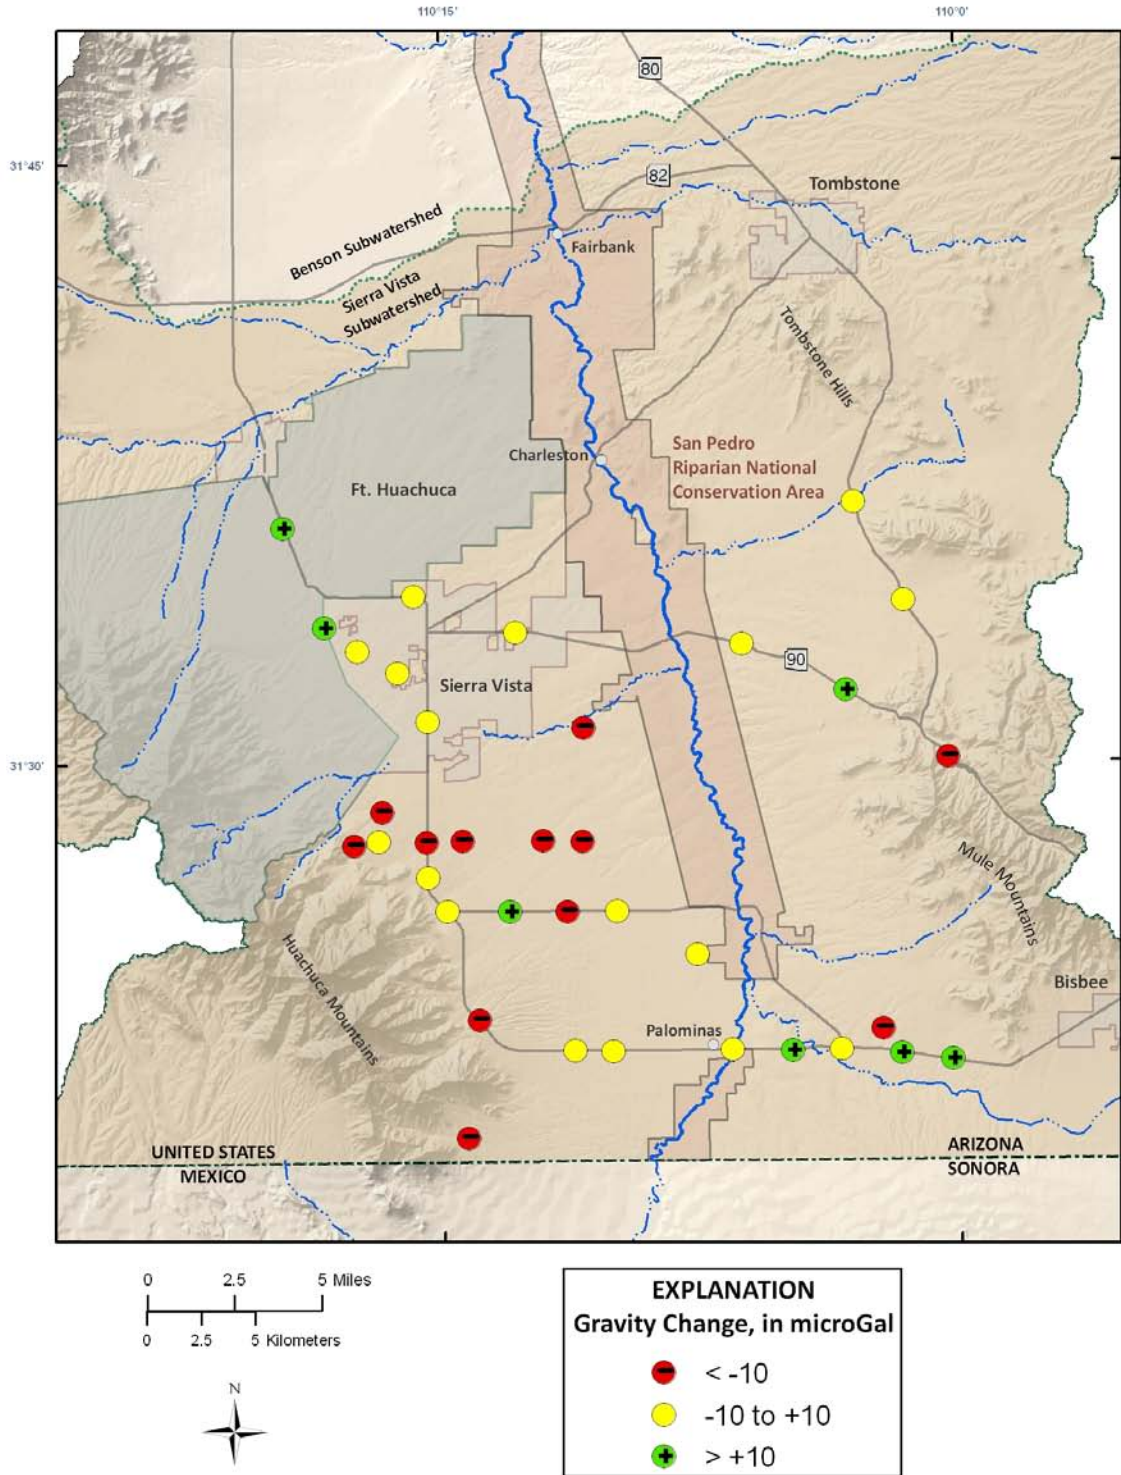 110°15'
110°0'
80
31°45'
82
Tombstone
Benson Subwatershed
Fairbank
Sierra Vista
Subwatershed
Tombstone Hills
San Pedro
Riparian National
Conservation Area
Charleston
Ft. Huachuca
90
Sierra Vista
31°30'
Mule Mountains
Huachuca Mountains
Bisbee
Palominas
UNITED STATES
MEXICO
ARIZONA
SONORA
0 2.5 5 Miles
0 2.5 5 Kilometers
N
EXPLANATION
Gravity Change, in microGal
< -10
-10 to +10
> +10